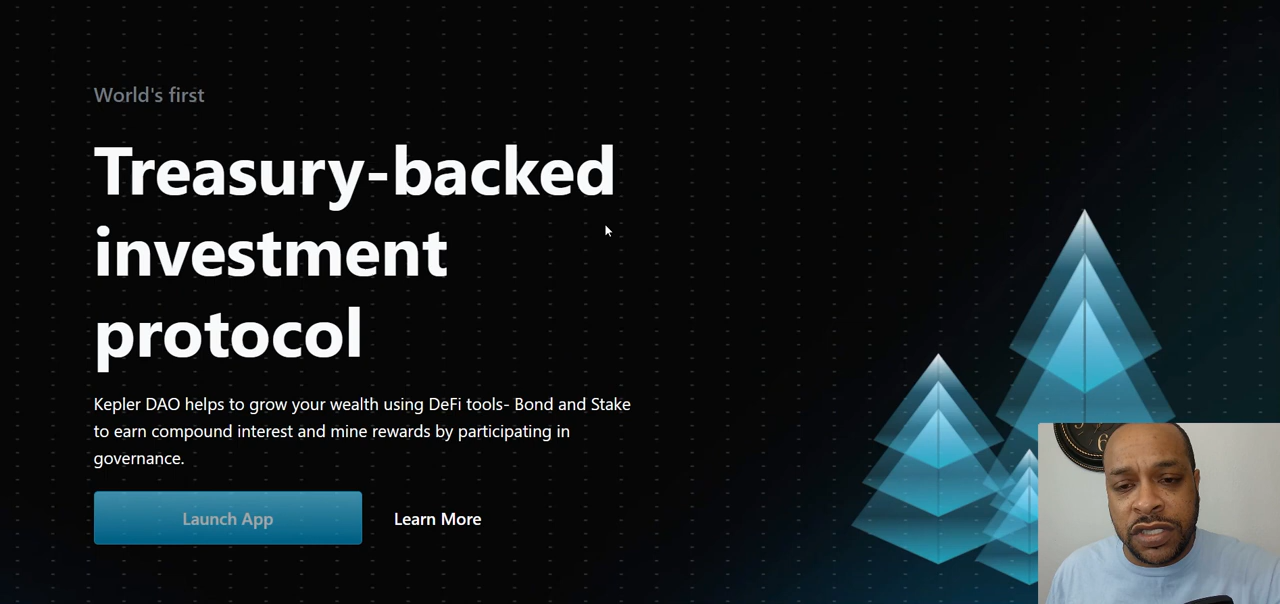 World's first
Treasury-backed
investment
protocol
Kepler DAO helps to grow your wealth using DeFi tools- Bond and Stake
to earn compound interest and mine rewards by participating in
governance.
Launch App
Learn More
6